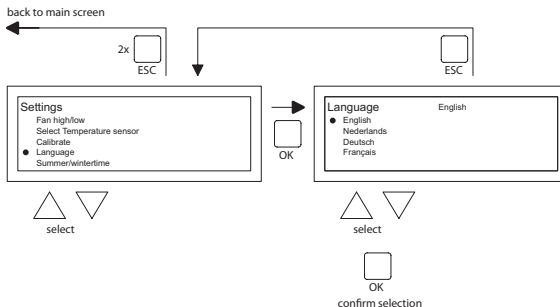 back to main screen
2x
ESC
ESC
Settings
Fan high/low
Select Temperature sensor
Calibrate
Language
Summer/wintertime
OK
Language English
English
Nederlands
Deutsch
Français
select
select
OK
confirm selection